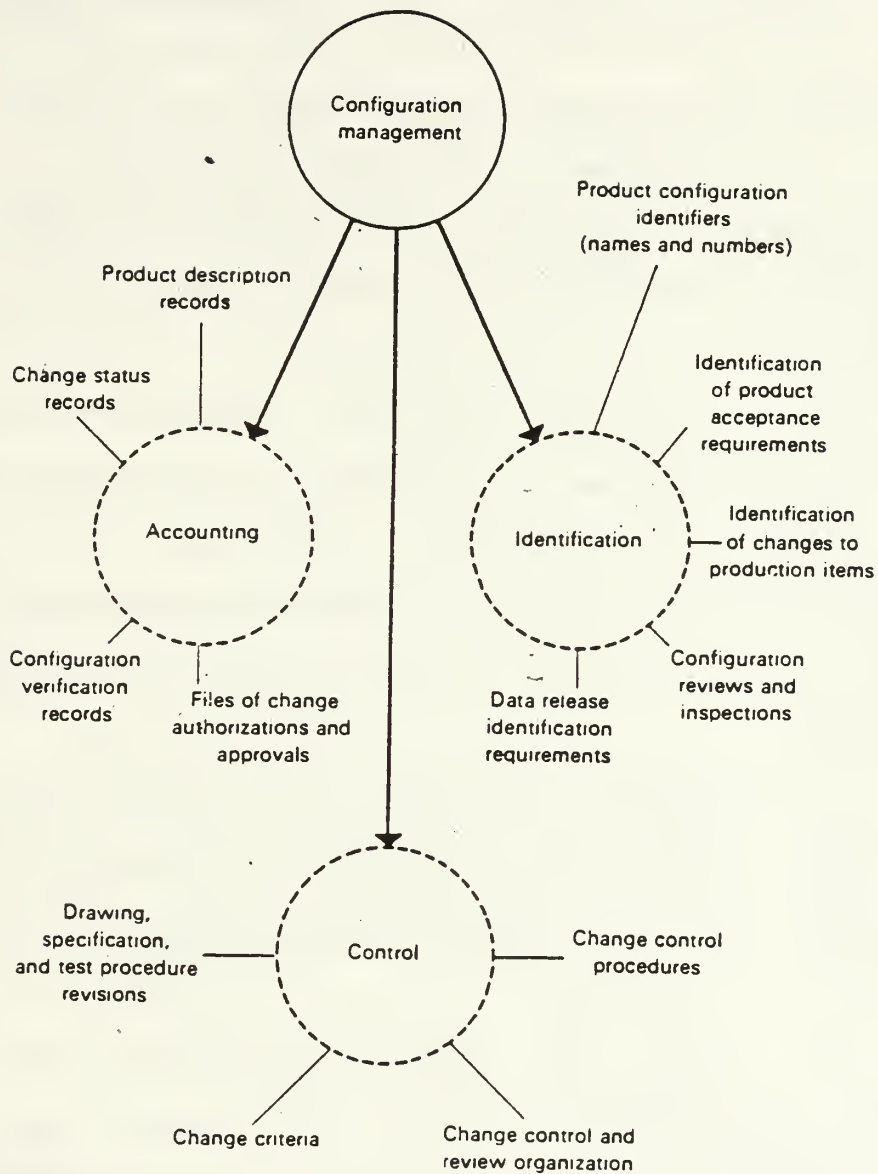 Configuration
management
Product configuration
identifiers
(names and numbers)
Product description
records
Identification
of product
acceptance
requirements
Change status
records
Accounting
Identification
Identification
of changes to
production items
Configuration
verification
records
Files of change
authorizations and
approvals
Data release
identification
requirements
Configuration
reviews and
inspections
Drawing,
specification,
and test procedure
revisions
Control
Change control
procedures
Change criteria
Change control and
review organization